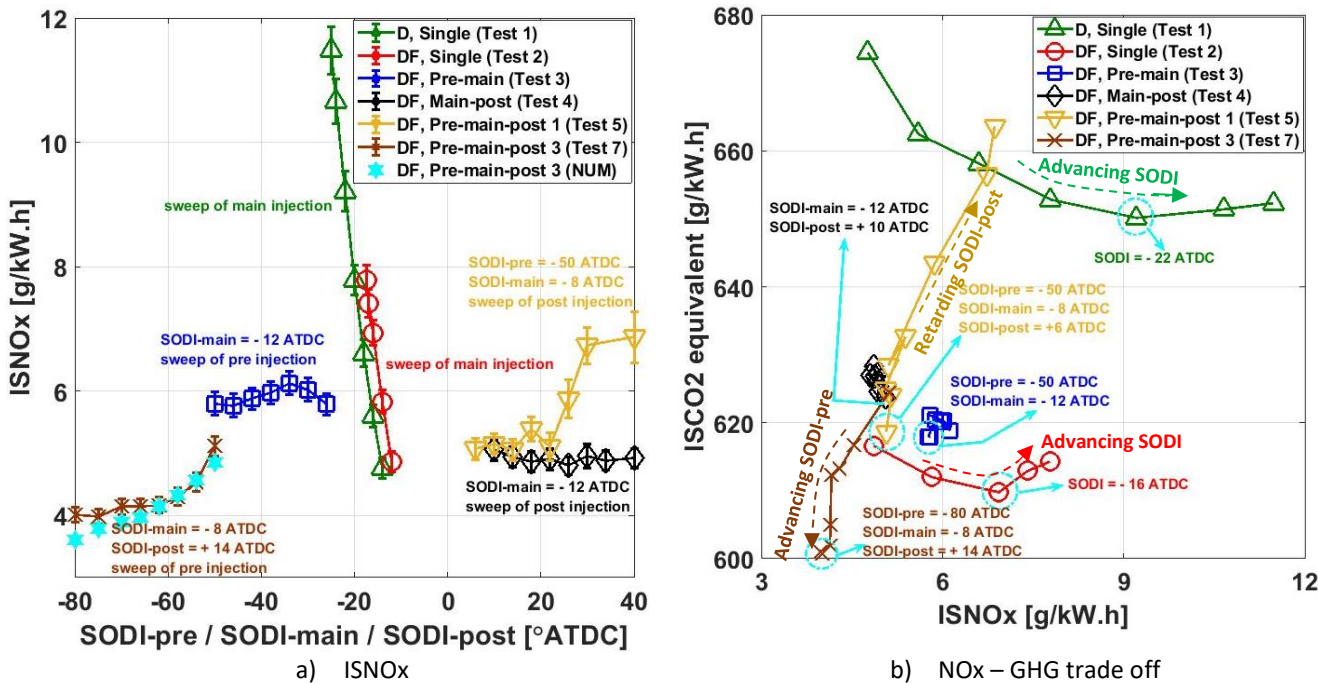 12
10
8
6
4
ISNOx [g/kW.h]
D, Single (Test 1)
DF, Single (Test 2)
DF, Pre-main (Test 3)
DF, Main-post (Test 4)
DF, Pre-main-post 1 (Test 5)
DF, Pre-main-post 3 (Test 7)
DF, Pre-main-post 3 (NUM)
sweep of main injection
SODI-pre = - 50 ATDC
SODI-main = - 8 ATDC
sweep of post injection
SODI-main = - 12 ATDC
sweep of pre injection
sweep of main injection
SODI-main = - 12 ATDC
sweep of post injection
SODI-main = - 8 ATDC
SODI-post = + 14 ATDC
sweep of pre injection
-80 -60 -40 -20 0 20 40
SODI-pre / SODI-main / SODI-post [°ATDC]
a) ISNOx
680
660
640
620
600
ISCO2 equivalent [g/kW.h]
D, Single (Test 1)
DF, Single (Test 2)
DF, Pre-main (Test 3)
DF, Main-post (Test 4)
DF, Pre-main-post 1 (Test 5)
DF, Pre-main-post 3 (Test 7)
Advancing SODI
SODI-main = - 12 ATDC
SODI-post = + 10 ATDC
SODI = - 22 ATDC
Retarding SODI-post
SODI-pre = - 50 ATDC
SODI-main = - 8 ATDC
SODI-post = +6 ATDC
SODI-pre = - 50 ATDC
SODI-main = - 12 ATDC
Advancing SODI
SODI = - 16 ATDC
Advancing SODI-pre
SODI-pre = - 80 ATDC
SODI-main = - 8 ATDC
SODI-post = + 14 ATDC
3 6 9 12
ISNOx [g/kW.h]
b) NOx – GHG trade off